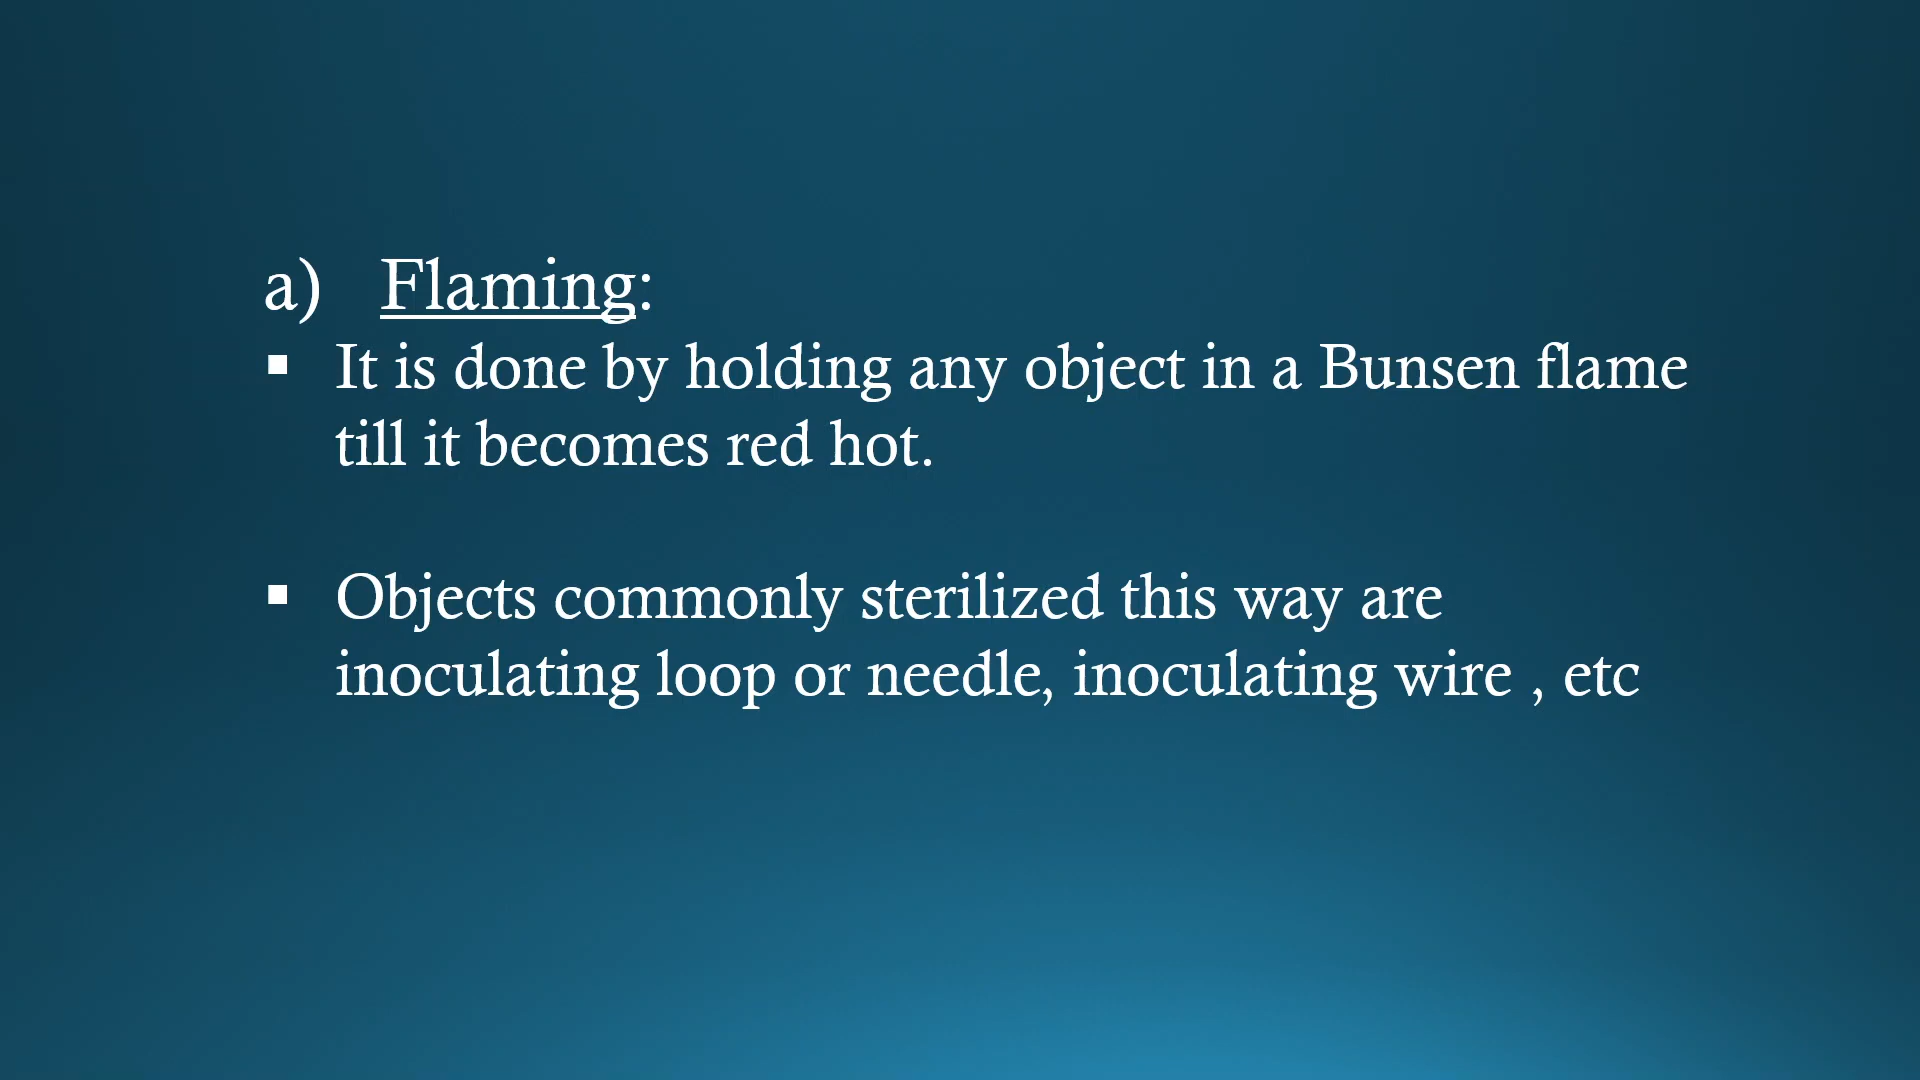 a) Flaming:
▪ It is done by holding any object in a Bunsen flame
till it becomes red hot.
▪ Objects commonly sterilized this way are
inoculating loop or needle, inoculating wire , etc